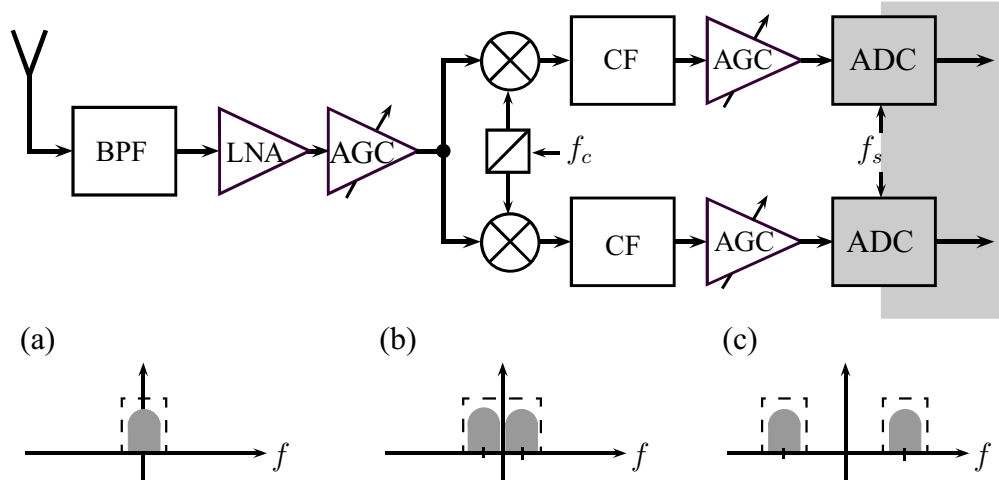 CF AGC ADC
BPF LNA AGC f_c f_s
CF AGC ADC
(a) (b) (c)
f f f